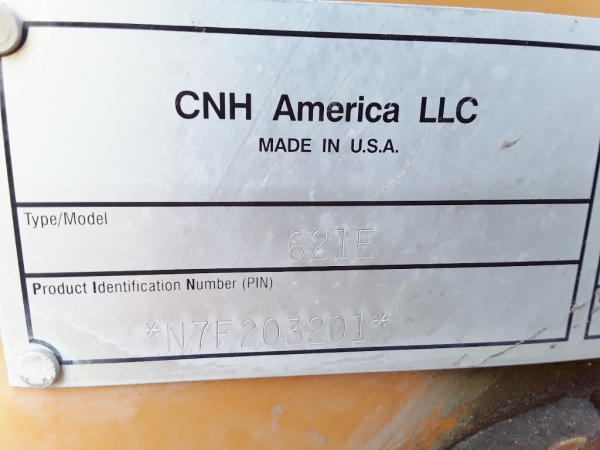 CNH America LLC
MADE IN U.S.A.
Type/Model
621E
Product Identification Number (PIN)
*N7F203201*